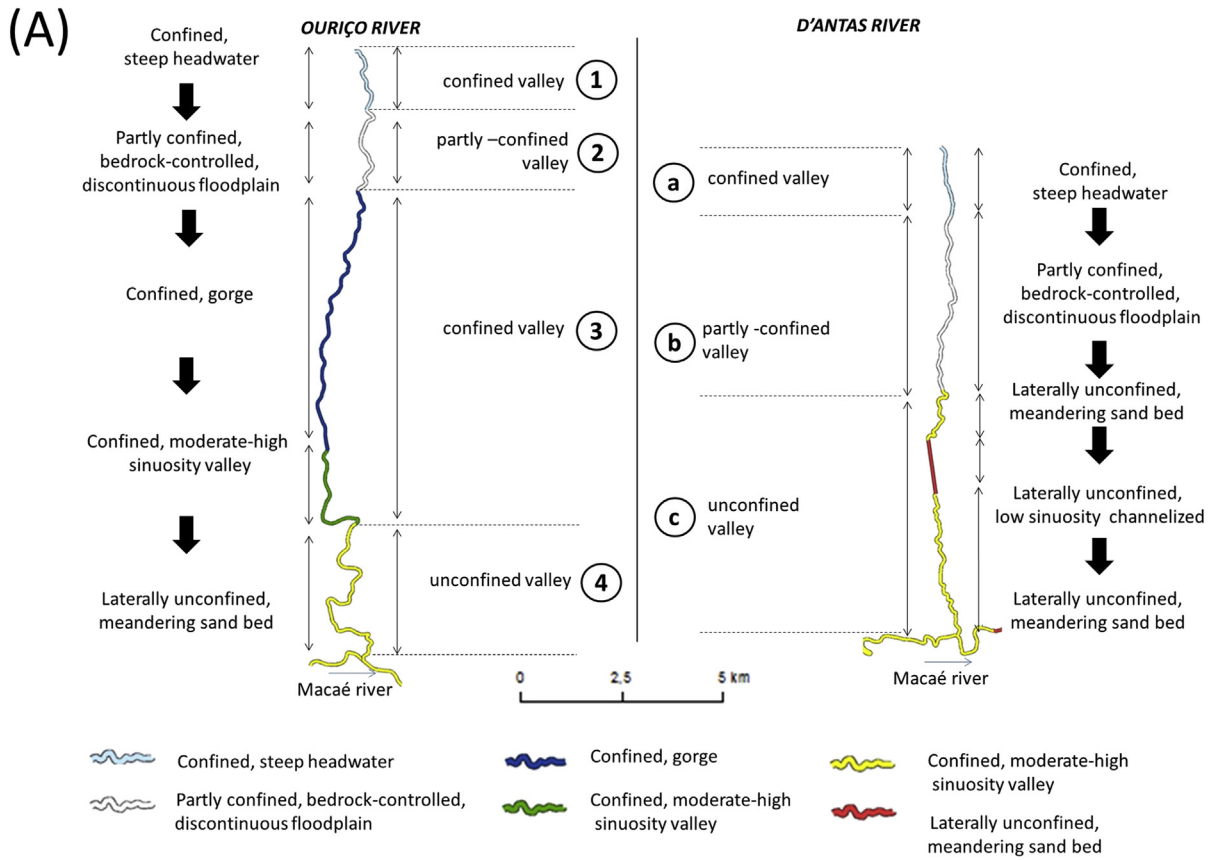 (A)
OURIÇO RIVER
D'ANTAS RIVER
Confined,
steep headwater
Partly confined,
bedrock-controlled,
discontinuous floodplain
Confined, gorge
Confined, moderate-high
sinuosity valley
Laterally unconfined,
meandering sand bed
confined valley
1
partly –confined
valley
2
confined valley
3
unconfined valley
4
Macaé river
a
confined valley
b
partly -confined
valley
c
unconfined
valley
Confined,
steep headwater
Partly confined,
bedrock-controlled,
discontinuous floodplain
Laterally unconfined,
meandering sand bed
Laterally unconfined,
low sinuosity channelized
Laterally unconfined,
meandering sand bed
Macaé river
0 2,5 5 km
Confined, steep headwater
Partly confined, bedrock-controlled,
discontinuous floodplain
Confined, gorge
Confined, moderate-high
sinuosity valley
Confined, moderate-high
sinuosity valley
Laterally unconfined,
meandering sand bed